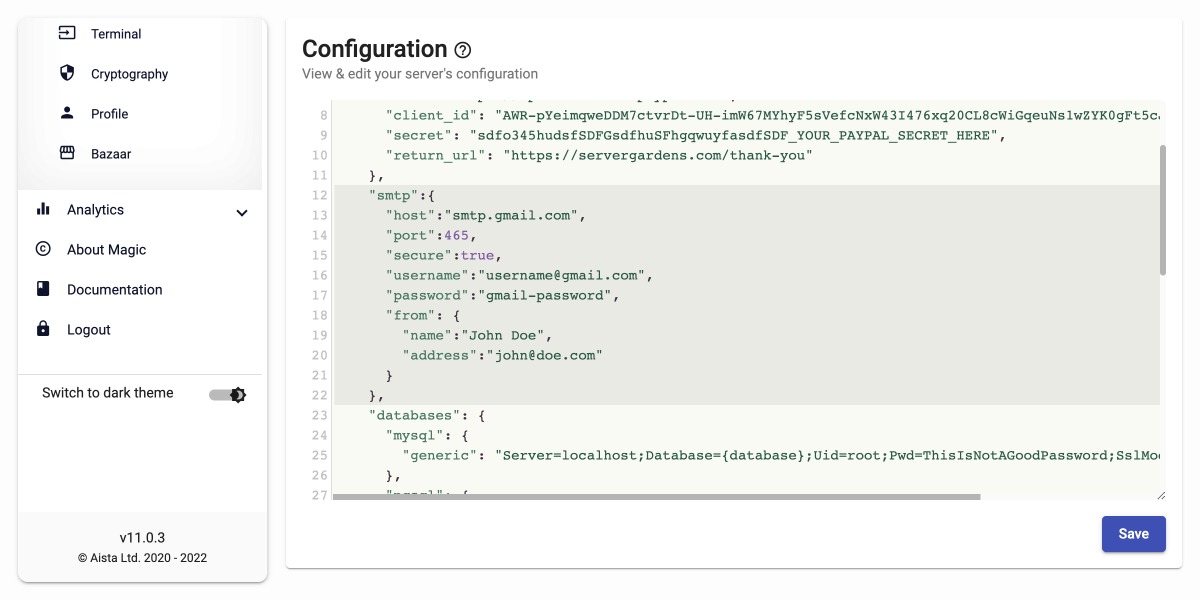 Terminal
Cryptography
Profile
Bazaar
Analytics
About Magic
Documentation
Logout
Switch to dark theme
v11.0.3
© Aista Ltd. 2020 - 2022
Configuration
View & edit your server's configuration
8 "client_id": "AWR-pYeimqweDDM7ctvrDt-UH-imW67MYhyF5sVefcNxW43I476xq20CL8cWiGqeuNs1wZYK0gFt5c
9 "secret": "sdfo345hudsfSDFGsdfhuSFhgqwuyfasdfSDF_YOUR_PAYPAL_SECRET_HERE",
10 "return_url": "https://servergardens.com/thank-you"
11 },
12 "smtp":{
13 "host":"smtp.gmail.com",
14 "port":465,
15 "secure":true,
16 "username":"username@gmail.com",
17 "password":"gmail-password",
18 "from": {
19 "name":"John Doe",
20 "address":"john@doe.com"
21 }
22 },
23 "databases": {
24 "mysql": {
25 "generic": "Server=localhost;Database={database};Uid=root;Pwd=ThisIsNotAGoodPassword;SslMo
26 },
27
Save